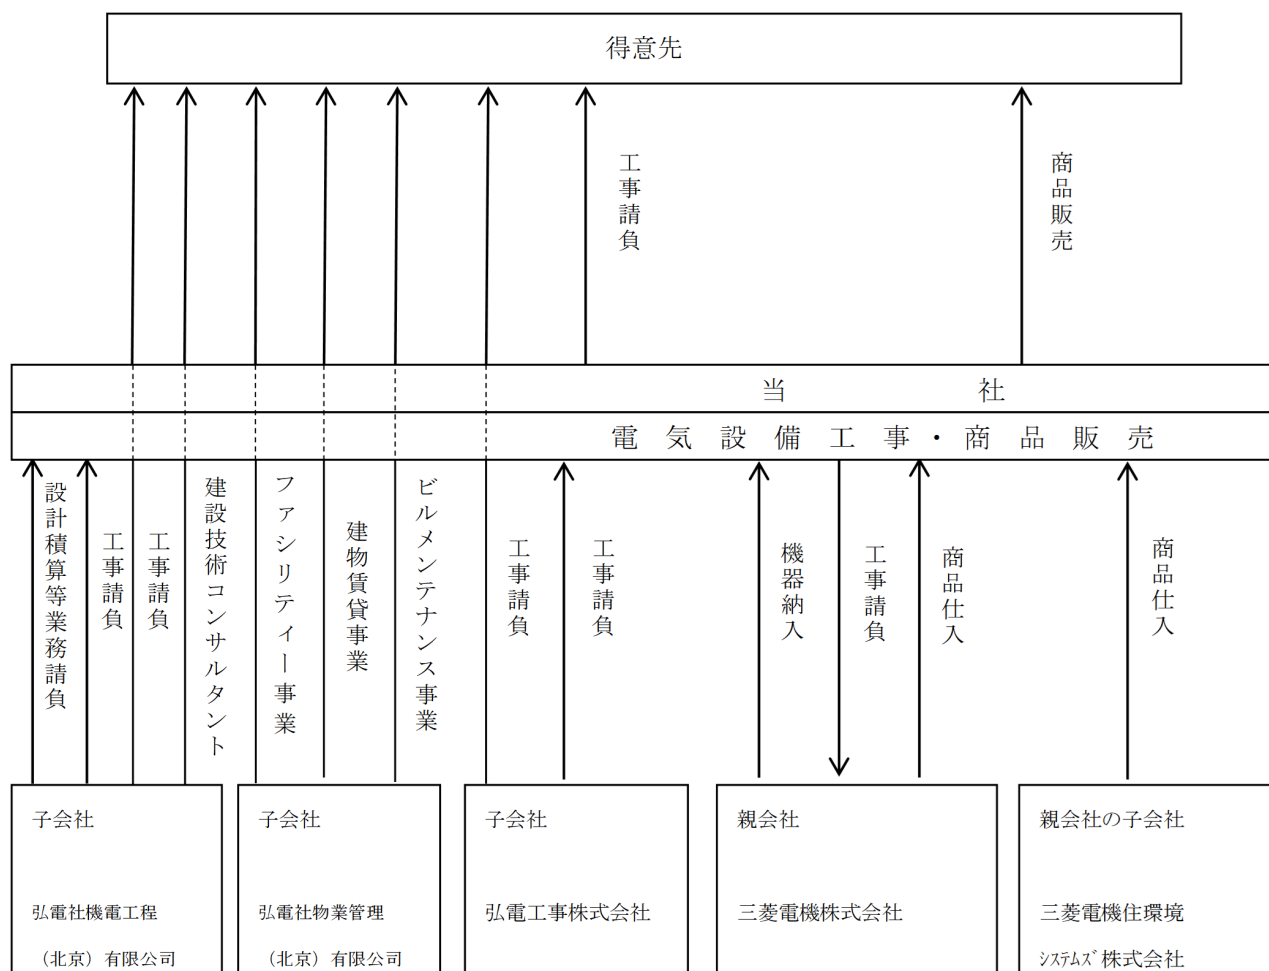 得意先
工事請負
商品販売
当社
電気設備工事・商品販売
設計積算等業務請負
工事請負
工事請負
建設技術コンサルタント
ファシリティー事業
建物賃貸事業
ビルメンテナンス事業
工事請負
工事請負
機器納入
工事請負
商品仕入
商品仕入
子会社
弘電社機電工程
（北京）有限公司
子会社
弘電社物業管理
（北京）有限公司
子会社
弘電工事株式会社
親会社
三菱電機株式会社
親会社の子会社
三菱電機住環境
ｼｽﾃﾑｽﾞ株式会社